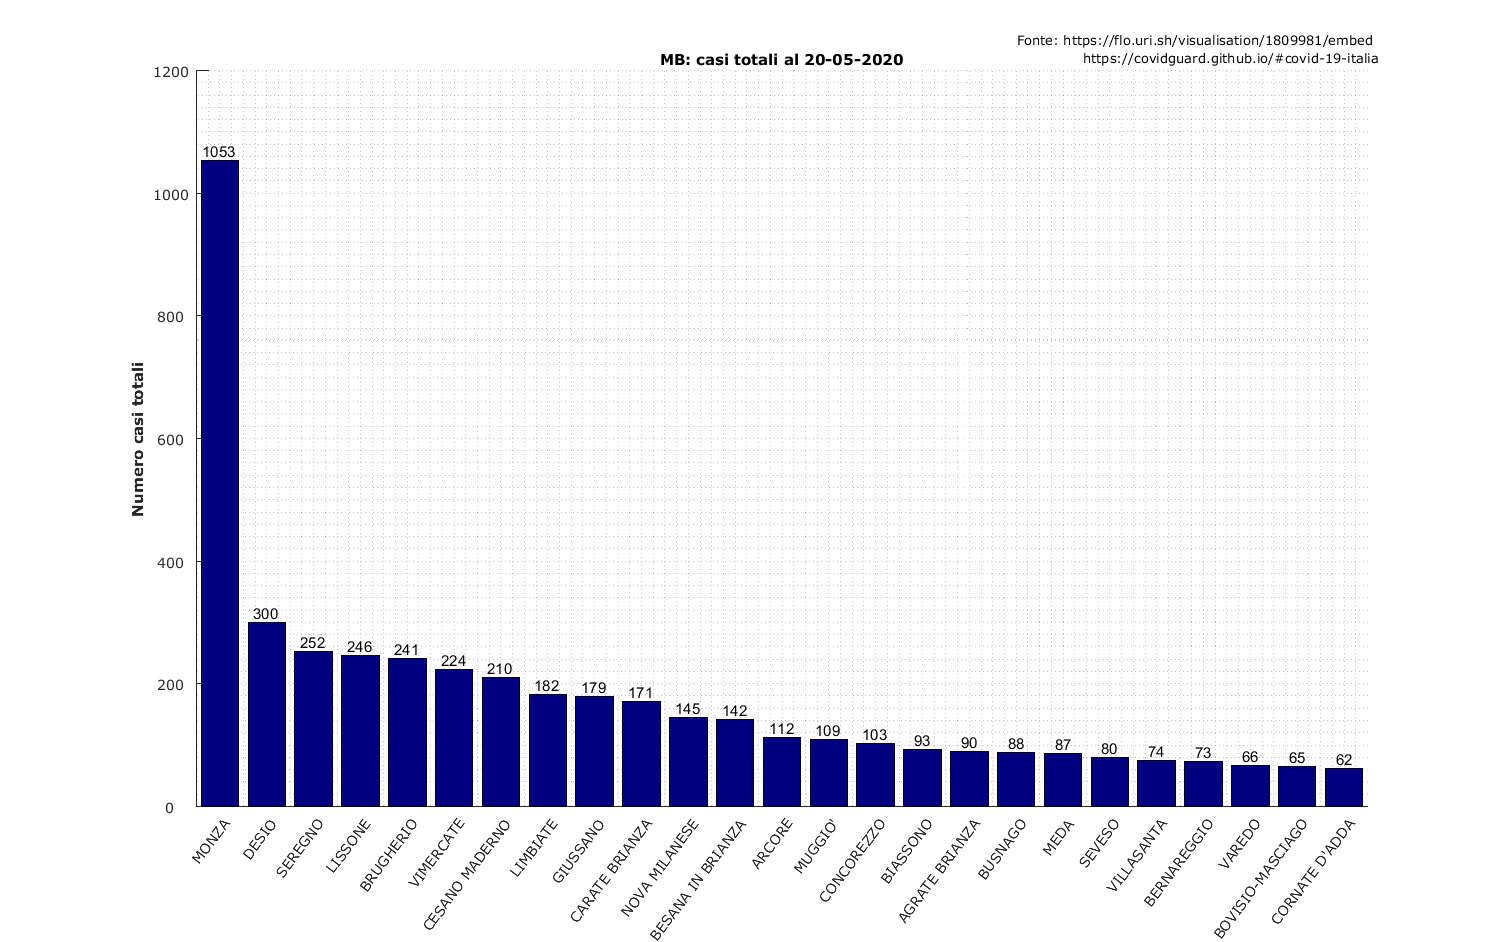 Fonte: https://flo.uri.sh/visualisation/1809981/embed
https://covidguard.github.io/#covid-19-italia
MB: casi totali al 20-05-2020
Numero casi totali
1200
1000
800
600
400
200
0
1053
300
252
246
241
224
210
182
179
171
145
142
112
109
103
93
90
88
87
80
74
73
66
65
62
MONZA
DESIO
SEREGNO
LISSONE
BRUGHERIO
VIMERCATE
CESANO MADERNO
LIMBIATE
GIUSSANO
CARATE BRIANZA
NOVA MILANESE
BESANA IN BRIANZA
ARCORE
MUGGIO'
CONCOREZZO
BIASSONO
AGRATE BRIANZA
BUSNAGO
MEDA
SEVESO
VILLASANTA
BERNAREGGIO
VAREDO
BOVISIO-MASCIAGO
CORNATE D'ADDA